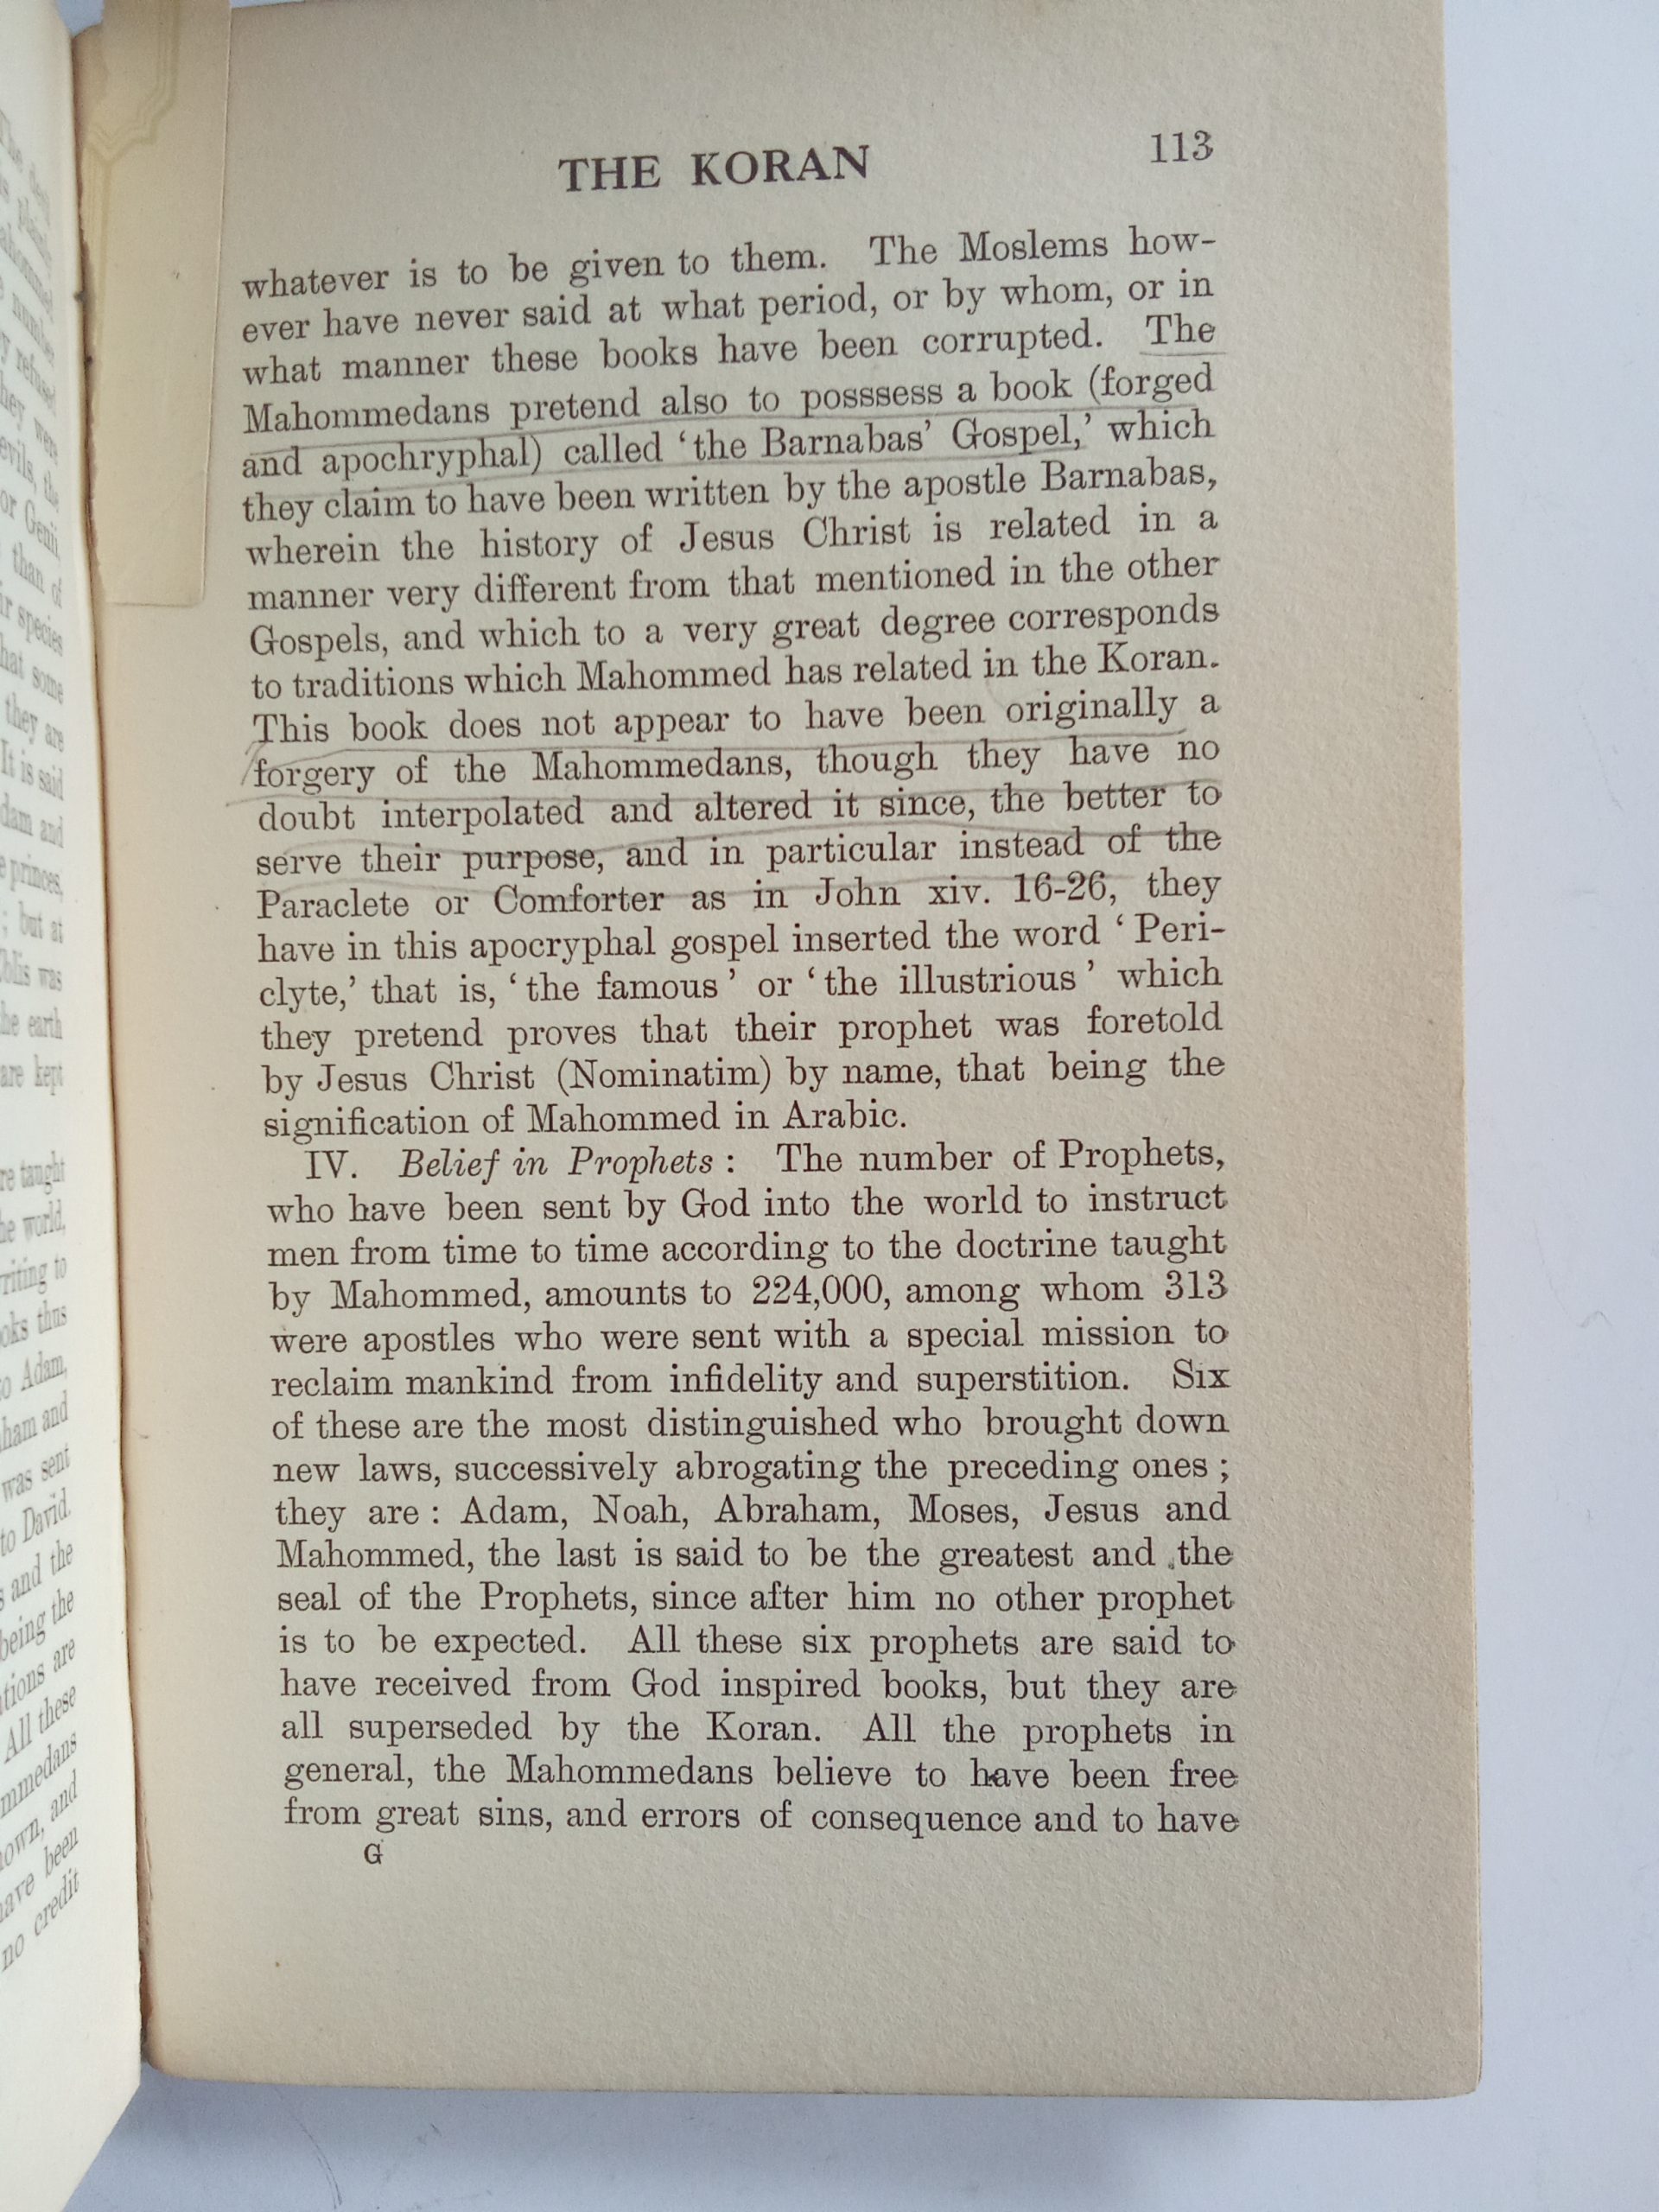 THE KORAN 113
whatever is to be given to them. The Moslems how-
ever have never said at what period, or by whom, or in
what manner these books have been corrupted. The
Mahommedans pretend also to posssess a book (forged
and apochryphal) called ‘the Barnabas’ Gospel,’ which
they claim to have been written by the apostle Barnabas,
wherein the history of Jesus Christ is related in a
manner very different from that mentioned in the other
Gospels, and which to a very great degree corresponds
to traditions which Mahommed has related in the Koran.
This book does not appear to have been originally a
forgery of the Mahommedans, though they have no
doubt interpolated and altered it since, the better to
serve their purpose, and in particular instead of the
Paraclete or Comforter as in John xiv. 16-26, they
have in this apocryphal gospel inserted the word ‘Peri-
clyte,’ that is, ‘the famous’ or ‘the illustrious’ which
they pretend proves that their prophet was foretold
by Jesus Christ (Nominatim) by name, that being the
signification of Mahommed in Arabic.
IV. Belief in Prophets: The number of Prophets,
who have been sent by God into the world to instruct
men from time to time according to the doctrine taught
by Mahommed, amounts to 224,000, among whom 313
were apostles who were sent with a special mission to
reclaim mankind from infidelity and superstition. Six
of these are the most distinguished who brought down
new laws, successively abrogating the preceding ones;
they are: Adam, Noah, Abraham, Moses, Jesus and
Mahommed, the last is said to be the greatest and the
seal of the Prophets, since after him no other prophet
is to be expected. All these six prophets are said to
have received from God inspired books, but they are
all superseded by the Koran. All the prophets in
general, the Mahommedans believe to have been free
from great sins, and errors of consequence and to have
G